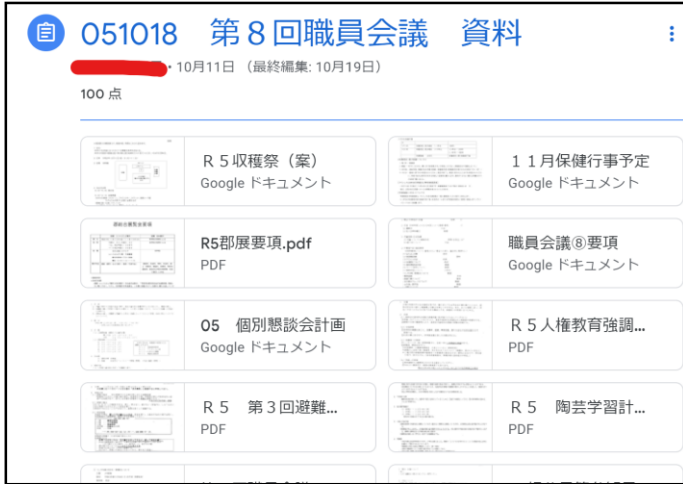 051018　第８回職員会議　資料
・10月11日 （最終編集: 10月19日）
100 点
Ｒ５収穫祭（案）
Google ドキュメント
１１月保健行事予定
Google ドキュメント
R5郡展要項.pdf
PDF
職員会議⑧要項
Google ドキュメント
05　個別懇談会計画
Google ドキュメント
Ｒ５人権教育強調...
PDF
Ｒ５　第３回避難...
PDF
Ｒ５　陶芸学習計...
PDF